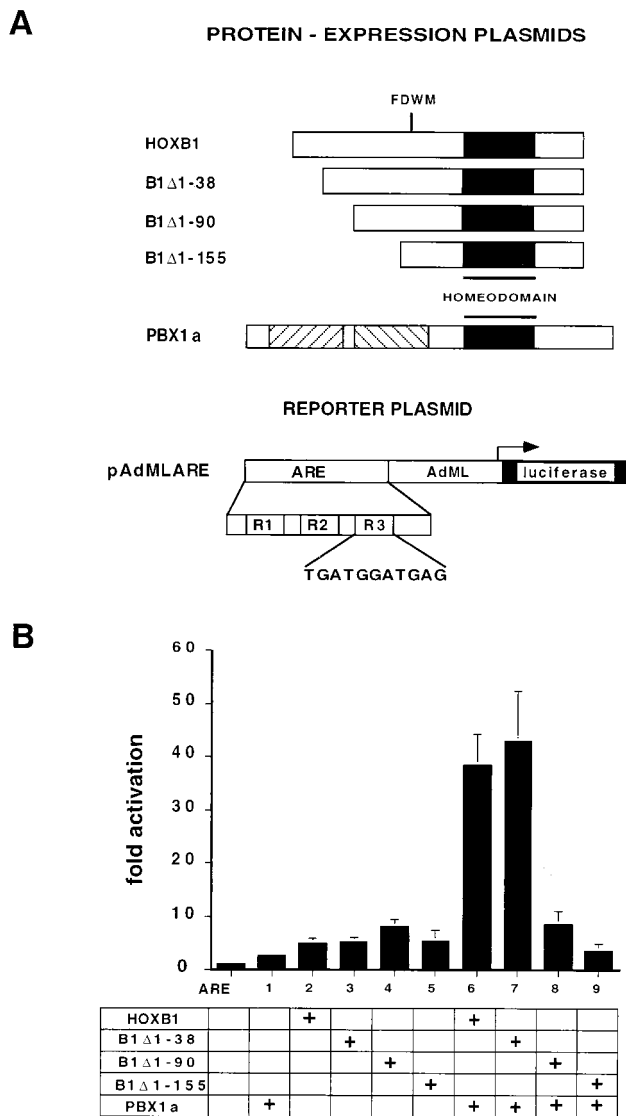 A
PROTEIN - EXPRESSION PLASMIDS
FDWM
HOXB1
B1Δ1-38
B1Δ1-90
B1Δ1-155
HOMEODOMAIN
PBX1a
REPORTER PLASMID
pAdMLARE
ARE AdML luciferase
R1 R2 R3
TGATGGATGAG
B
fold activation
60
50
40
30
20
10
0
ARE 1 2 3 4 5 6 7 8 9
HOXB1 + +
B1Δ1-38 + +
B1Δ1-90 + +
B1Δ1-155 + +
PBX1a + + + + +